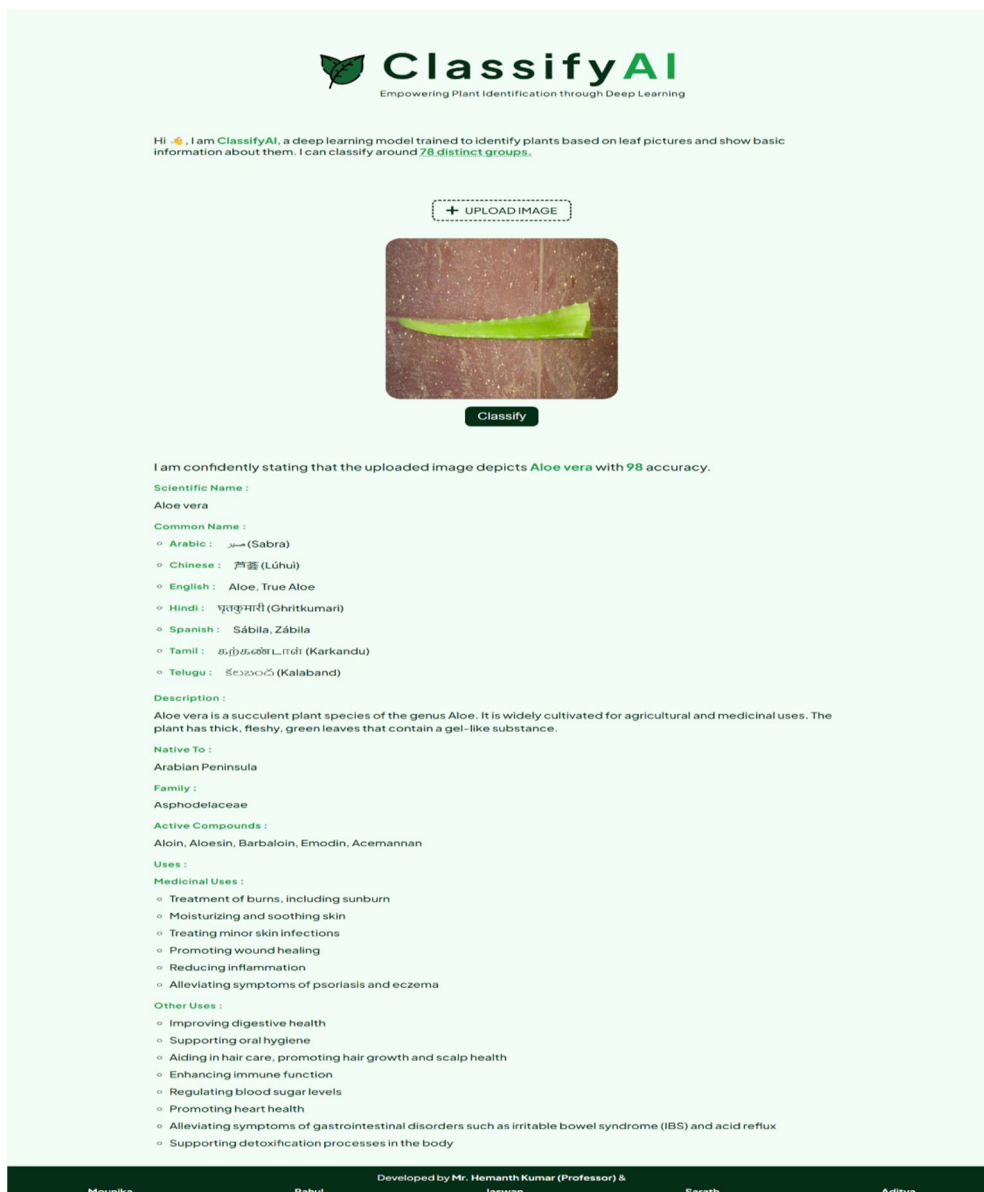 ClassifyAI
Empowering Plant Identification through Deep Learning
Hi 👋, I am ClassifyAI, a deep learning model trained to identify plants based on leaf pictures and show basic
information about them. I can classify around 78 distinct groups.
+ UPLOAD IMAGE
Classify
I am confidently stating that the uploaded image depicts Aloe vera with 98 accuracy.
Scientific Name :
Aloe vera
Common Name :
Arabic : صبر (Sabra)
Chinese : 芦荟 (Lúhuì)
English : Aloe, True Aloe
Hindi : घृतकुमारी (Ghritkumari)
Spanish : Sábila, Zábila
Tamil : கற்கண்டாள் (Karkandu)
Telugu : కలబంద (Kalaband)
Description :
Aloe vera is a succulent plant species of the genus Aloe. It is widely cultivated for agricultural and medicinal uses. The
plant has thick, fleshy, green leaves that contain a gel-like substance.
Native To :
Arabian Peninsula
Family :
Asphodelaceae
Active Compounds :
Aloin, Aloesin, Barbaloin, Emodin, Acemannan
Uses :
Medicinal Uses :
Treatment of burns, including sunburn
Moisturizing and soothing skin
Treating minor skin infections
Promoting wound healing
Reducing inflammation
Alleviating symptoms of psoriasis and eczema
Other Uses :
Improving digestive health
Supporting oral hygiene
Aiding in hair care, promoting hair growth and scalp health
Enhancing immune function
Regulating blood sugar levels
Promoting heart health
Alleviating symptoms of gastrointestinal disorders such as irritable bowel syndrome (IBS) and acid reflux
Supporting detoxification processes in the body
Developed by Mr. Hemanth Kumar (Professor) &
Mounika Rahul Jaswan Sarath Aditya